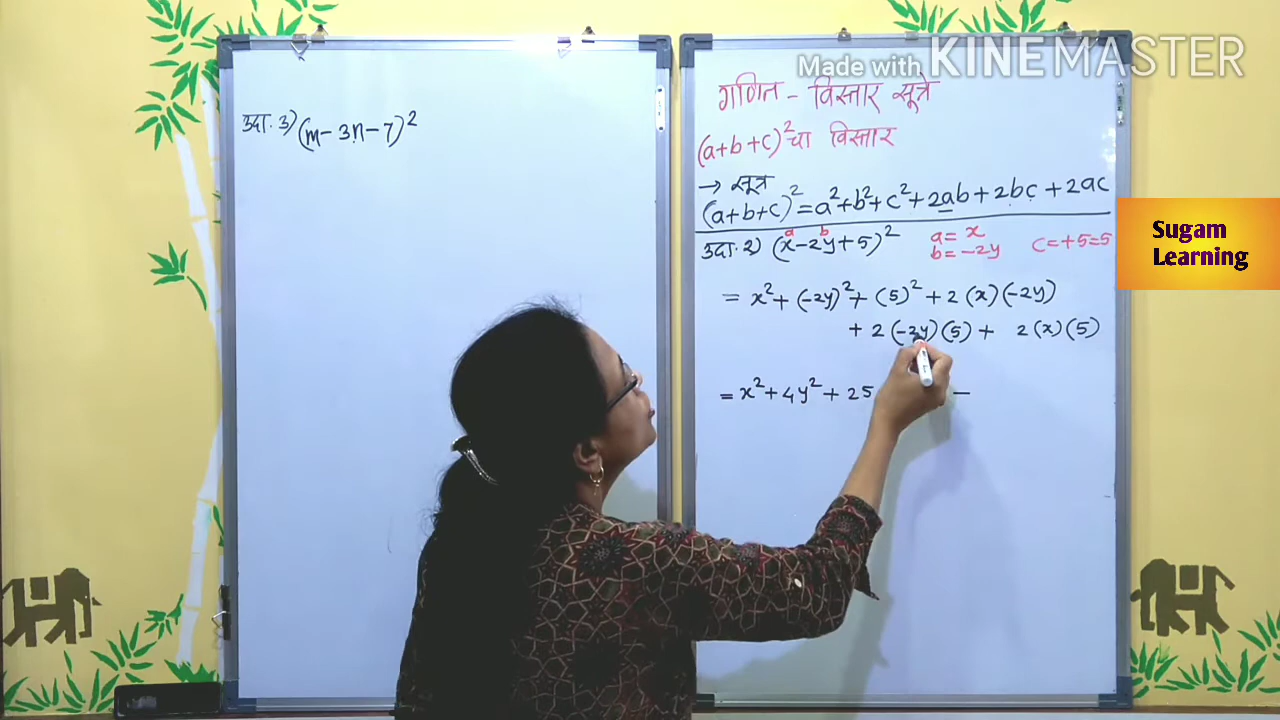 Made with KINEMASTER
उदा. ३) (m - 3n - 7)²
गणित - विस्तार सूत्रे
(a+b+c)² चा विस्तार
→ सूत्र
(a+b+c)² = a² + b² + c² + 2ab + 2bc + 2ac
a b
उदा. २) (x - 2y + 5)² a = x c = +5 = 5
b = -2y
= x² + (-2y)² + (5)² + 2 (x) (-2y)
+ 2 (-2y) (5) + 2 (x) (5)
= x² + 4y² + 25 —
Sugam
Learning